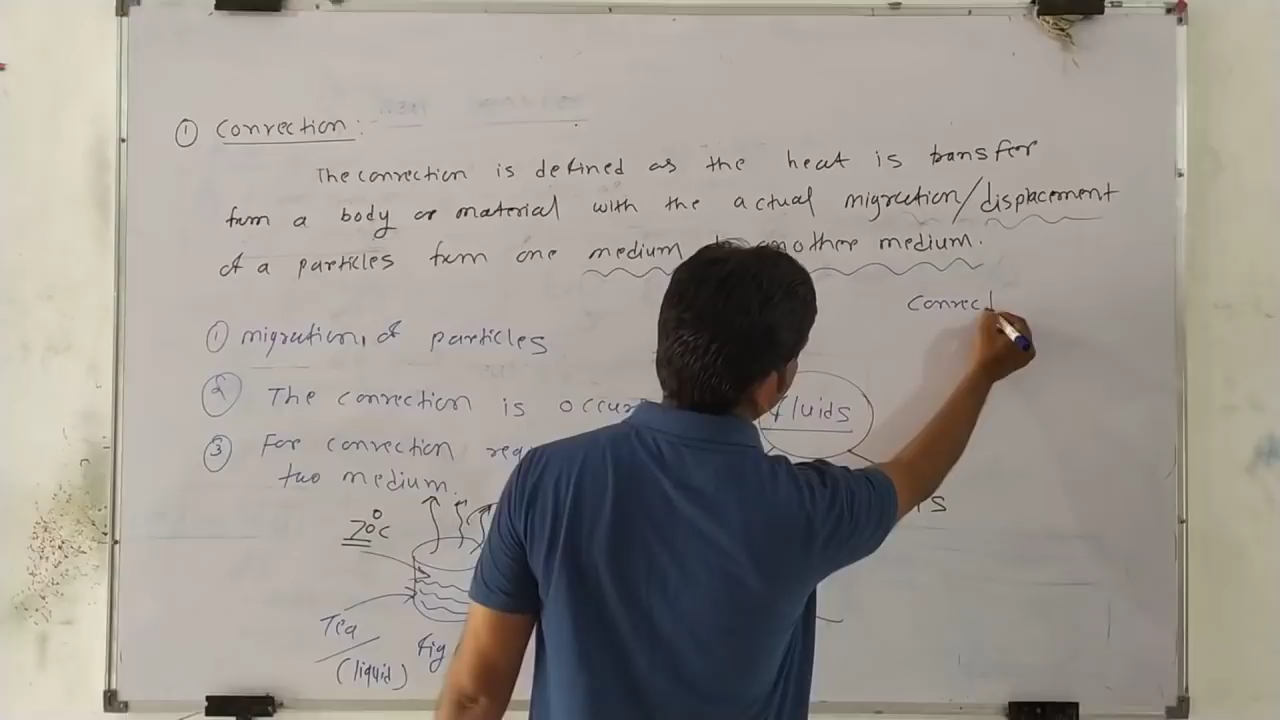 ① Convection:
The convection is defined as the heat is transfer
from a body or material with the actual migration/displacement
of a particles from one medium another medium.
Convect
① migration of particles
② The convection is occur fluids
③ For convection req
two medium.
70°C
Tea
(liquid)
Fig